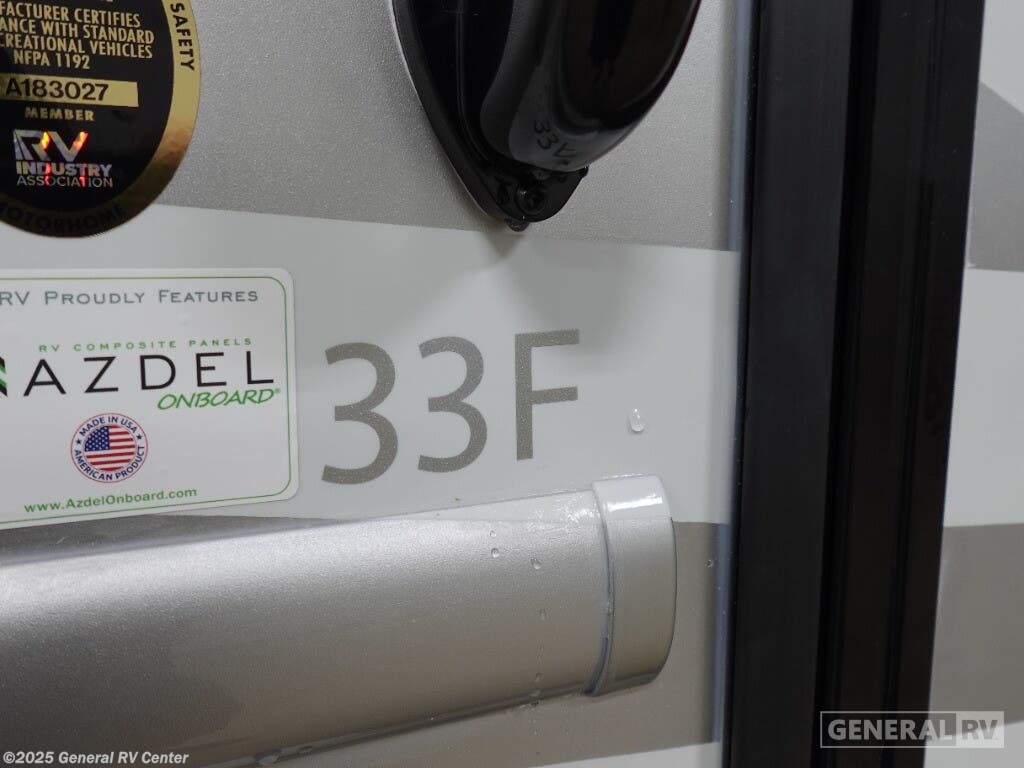 FACTURER CERTIFIES
ANCE WITH STANDARD
CREATIONAL VEHICLES
NFPA 1192
SAFETY
A183027
MEMBER
RV
INDUSTRY
ASSOCIATION
MOTORHOME
RV PROUDLY FEATURES
RV COMPOSITE PANELS
AZDEL
ONBOARD®
MADE IN USA
AMERICAN PRODUCT
www.AzdelOnboard.com
33F
©2025 General RV Center
GENERAL RV